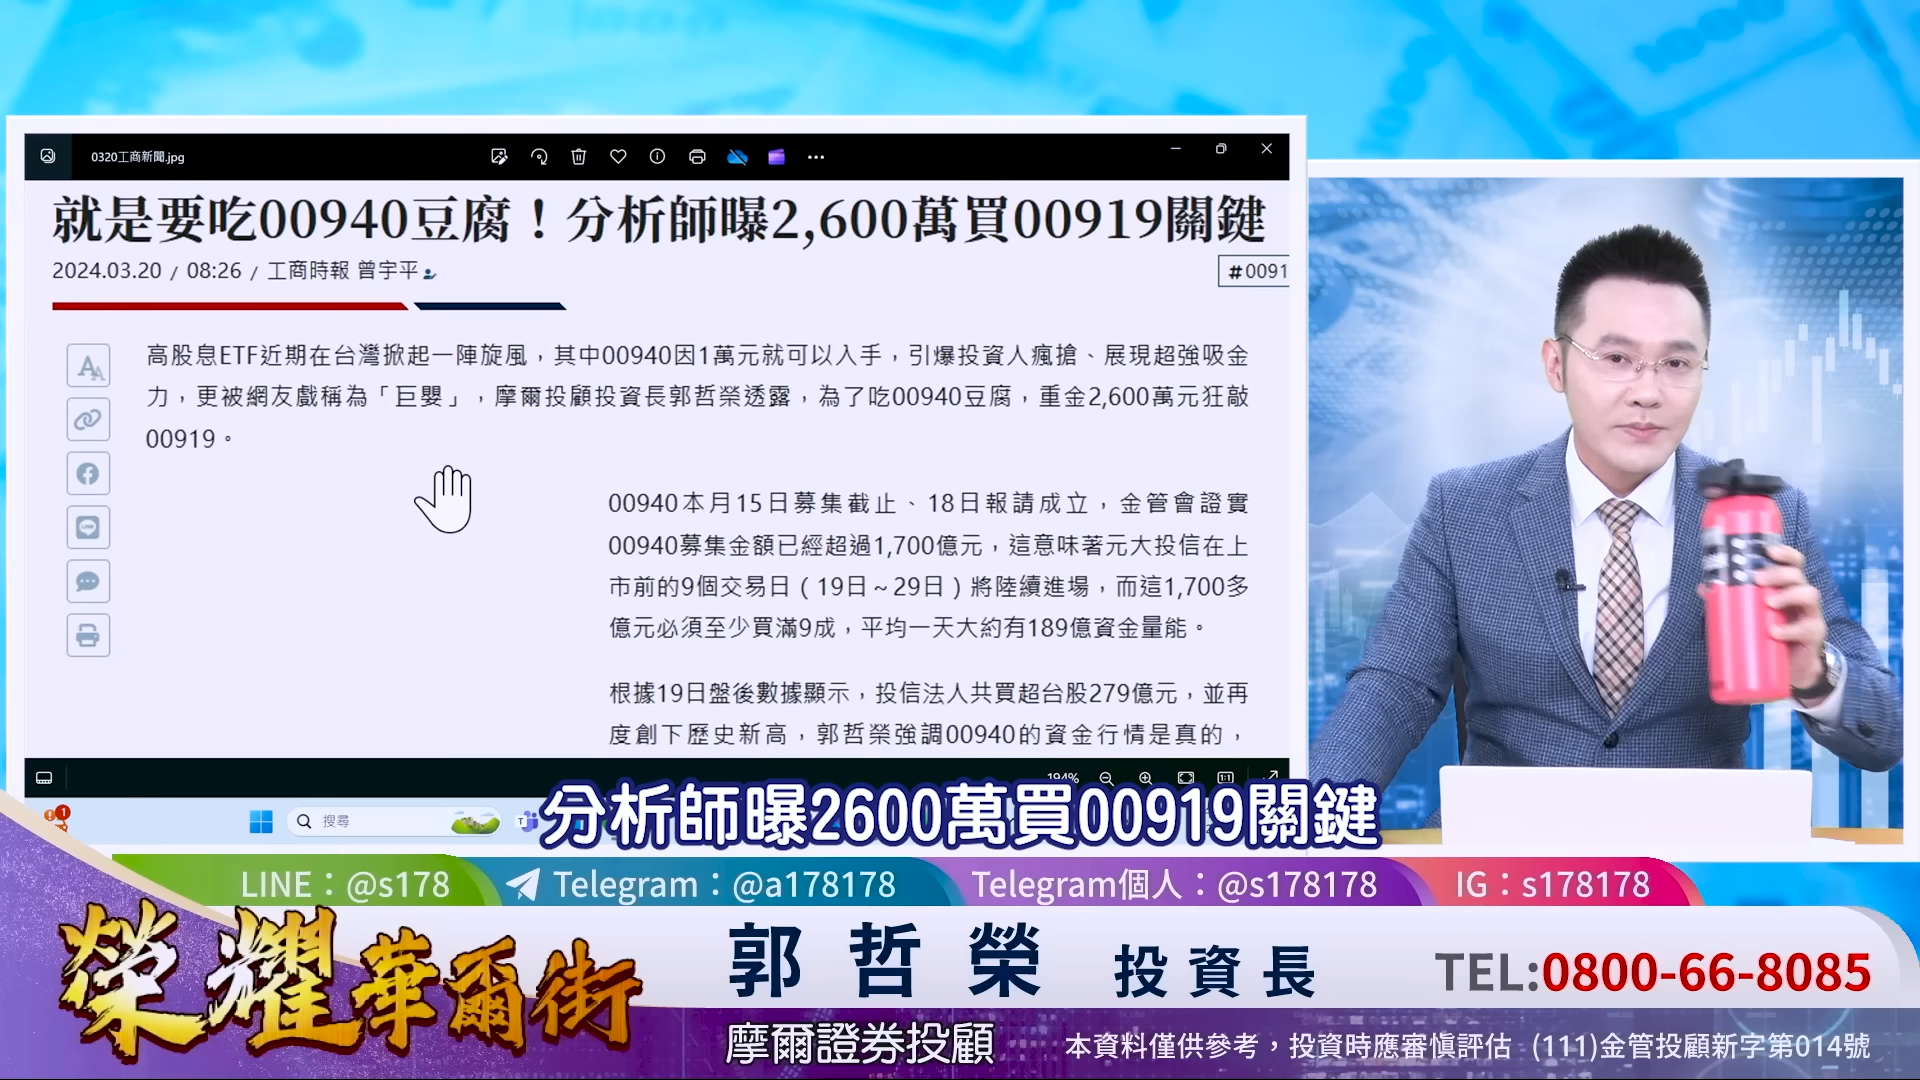 0320工商新聞.jpg
就是要吃00940豆腐！分析師曝2,600萬買00919關鍵
2024.03.20 / 08:26 / 工商時報 曾宇平
#0091
高股息ETF近期在台灣掀起一陣旋風，其中00940因1萬元就可以入手，引爆投資人瘋搶、展現超強吸金
力，更被網友戲稱為「巨嬰」，摩爾投顧投資長郭哲榮透露，為了吃00940豆腐，重金2,600萬元狂敲
00919。
00940本月15日募集截止、18日報請成立，金管會證實
00940募集金額已經超過1,700億元，這意味著元大投信在上
市前的9個交易日（19日～29日）將陸續進場，而這1,700多
億元必須至少買滿9成，平均一天大約有189億資金量能。
根據19日盤後數據顯示，投信法人共買超台股279億元，並再
度創下歷史新高，郭哲榮強調00940的資金行情是真的，
194%
1
搜尋
分析師曝2600萬買00919關鍵
LINE：@s178
Telegram：@a178178
Telegram個人：@s178178
IG：s178178
榮耀華爾街
郭哲榮 投資長
TEL:0800-66-8085
摩爾證券投顧
本資料僅供參考，投資時應審慎評估 (111)金管投顧新字第014號